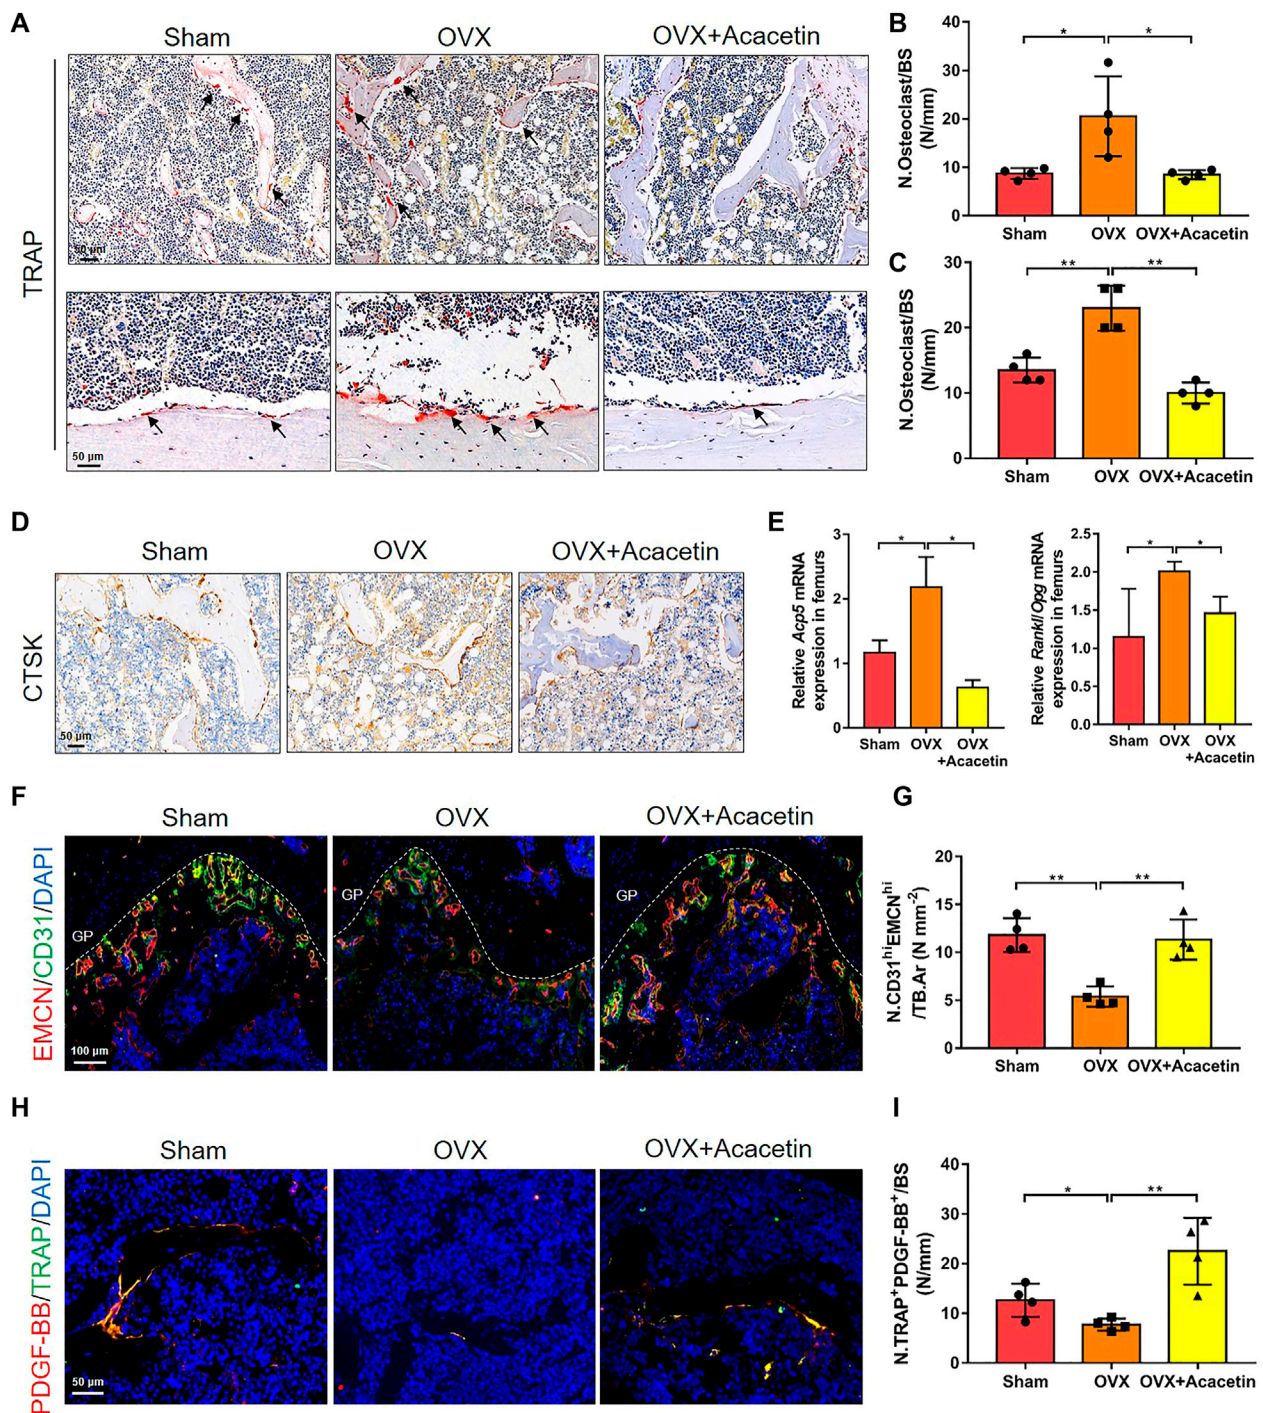 A
Sham
OVX
OVX+Acacetin
TRAP
50 µm
50 µm
B
N.Osteoclast/BS
(N/mm)
40
30
20
10
0
*
*
Sham
OVX
OVX+Acacetin
C
N.Osteoclast/BS
(N/mm)
30
20
10
0
**
**
Sham
OVX
OVX+Acacetin
D
Sham
OVX
OVX+Acacetin
CTSK
50 µm
E
Relative Acp5 mRNA
expression in femurs
3
2
1
0
*
*
Sham
OVX
OVX
+Acacetin
Relative Rankl/Opg mRNA
expression in femurs
2.5
2.0
1.5
1.0
0.5
0.0
*
*
Sham
OVX
OVX
+Acacetin
F
Sham
OVX
OVX+Acacetin
EMCN/CD31/DAPI
GP
GP
GP
100 µm
G
N.CD31hiEMCNhi
/TB.Ar (N mm-2)
20
15
10
5
0
**
**
Sham
OVX
OVX+Acacetin
H
Sham
OVX
OVX+Acacetin
PDGF-BB/TRAP/DAPI
50 µm
I
N.TRAP+PDGF-BB+/BS
(N/mm)
40
30
20
10
0
*
**
Sham
OVX
OVX+Acacetin